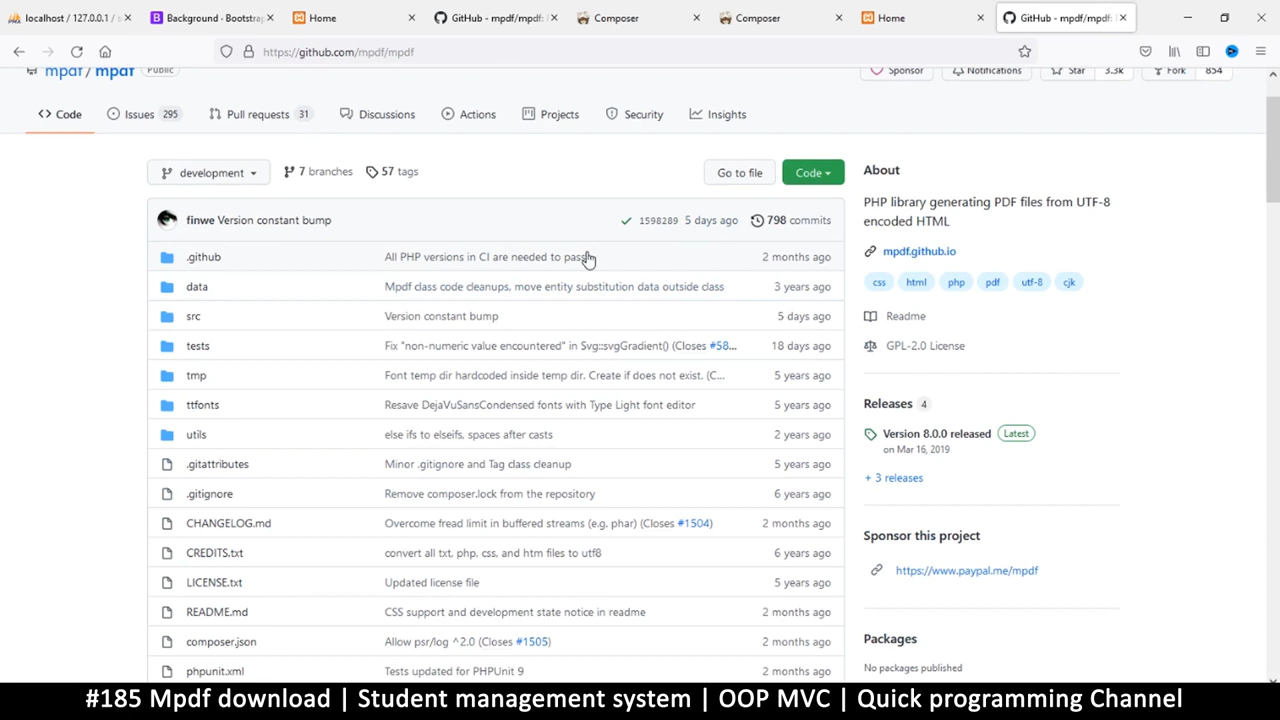 localhost / 127.0.0.1 / s
Background · Bootstrap
Home
GitHub - mpdf/mpdf:
Composer
Composer
Home
GitHub - mpdf/mpdf:
https://github.com/mpdf/mpdf
mpdf / mpdf Public
Sponsor
Notifications
Star 3.3k
Fork 854
Code
Issues 295
Pull requests 31
Discussions
Actions
Projects
Security
Insights
development
7 branches
57 tags
Go to file
Code
finwe Version constant bump
1598289 5 days ago
798 commits
.github All PHP versions in CI are needed to pass 2 months ago
data Mpdf class code cleanups, move entity substitution data outside class 3 years ago
src Version constant bump 5 days ago
tests Fix "non-numeric value encountered" in Svg::svgGradient() (Closes #58... 18 days ago
tmp Font temp dir hardcoded inside temp dir. Create if does not exist. (C... 5 years ago
ttfonts Resave DejaVuSansCondensed fonts with Type Light font editor 5 years ago
utils else ifs to elseifs, spaces after casts 2 years ago
.gitattributes Minor .gitignore and Tag class cleanup 5 years ago
.gitignore Remove composer.lock from the repository 6 years ago
CHANGELOG.md Overcome fread limit in buffered streams (e.g. phar) (Closes #1504) 2 months ago
CREDITS.txt convert all txt, php, css, and htm files to utf8 6 years ago
LICENSE.txt Updated license file 5 years ago
README.md CSS support and development state notice in readme 2 months ago
composer.json Allow psr/log ^2.0 (Closes #1505) 2 months ago
phpunit.xml Tests updated for PHPUnit 9 2 months ago
About
PHP library generating PDF files from UTF-8
encoded HTML
mpdf.github.io
css html php pdf utf-8 cjk
Readme
GPL-2.0 License
Releases 4
Version 8.0.0 released Latest
on Mar 16, 2019
+ 3 releases
Sponsor this project
https://www.paypal.me/mpdf
Packages
No packages published
#185 Mpdf download | Student management system | OOP MVC | Quick programming Channel